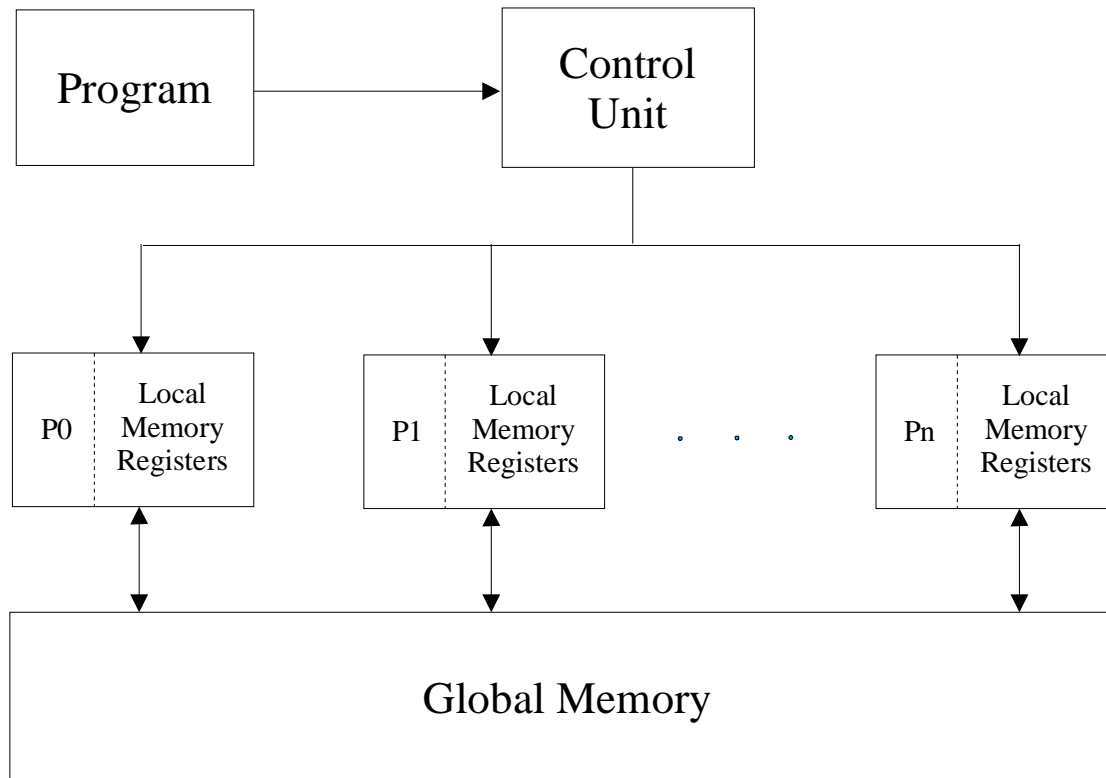 Program
Control
Unit
P0
Local
Memory
Registers
P1
Local
Memory
Registers
Pn
Local
Memory
Registers
Global Memory